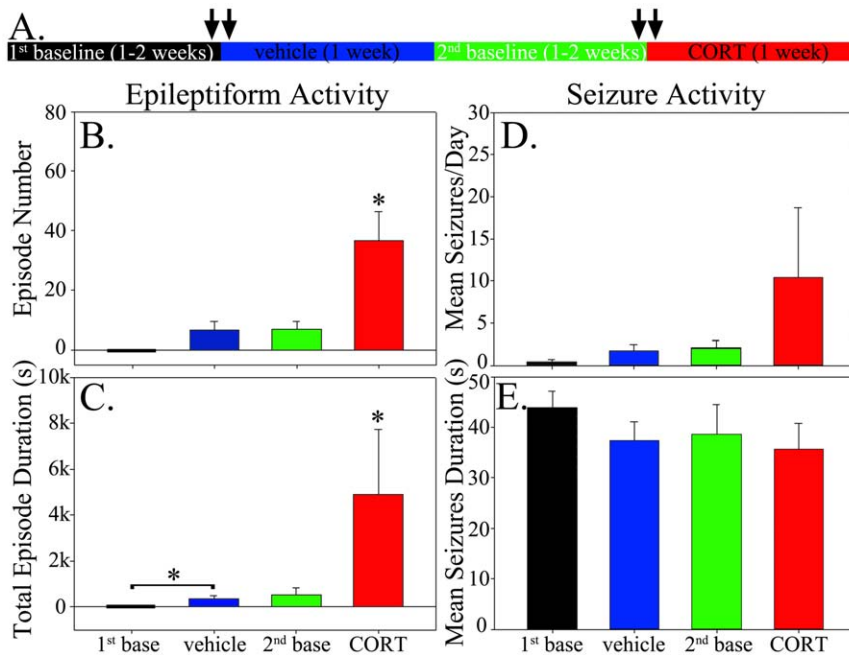 A.
1st baseline (1-2 weeks) vehicle (1 week) 2nd baseline (1-2 weeks) CORT (1 week)
Epileptiform Activity
Seizure Activity
B.
Episode Number
80
60
40
20
0
*
D.
Mean Seizures/Day
30
25
20
15
10
5
0
C.
Total Episode Duration (s)
10k
8k
6k
4k
2k
0
*
*
1st base vehicle 2nd base CORT
E.
Mean Seizures Duration (s)
50
40
30
20
10
0
1st base vehicle 2nd base CORT